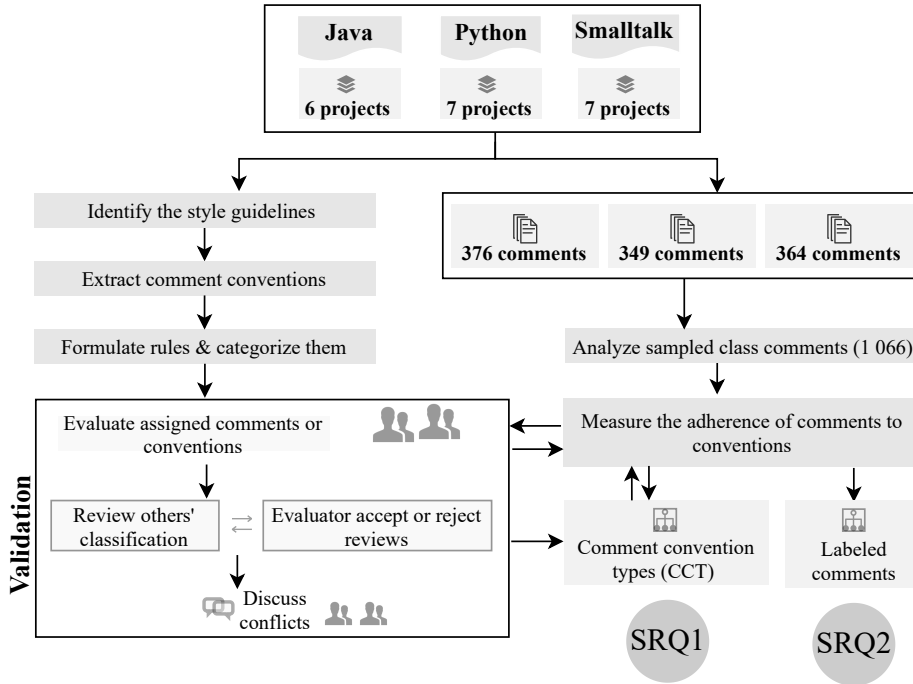 Java
Python
Smalltalk
6 projects
7 projects
7 projects
Identify the style guidelines
Extract comment conventions
Formulate rules & categorize them
376 comments
349 comments
364 comments
Analyze sampled class comments (1 066)
Measure the adherence of comments to
conventions
Validation
Evaluate assigned comments or
conventions
Review others'
classification
Evaluator accept or reject
reviews
Discuss
conflicts
Comment convention
types (CCT)
Labeled
comments
SRQ1
SRQ2